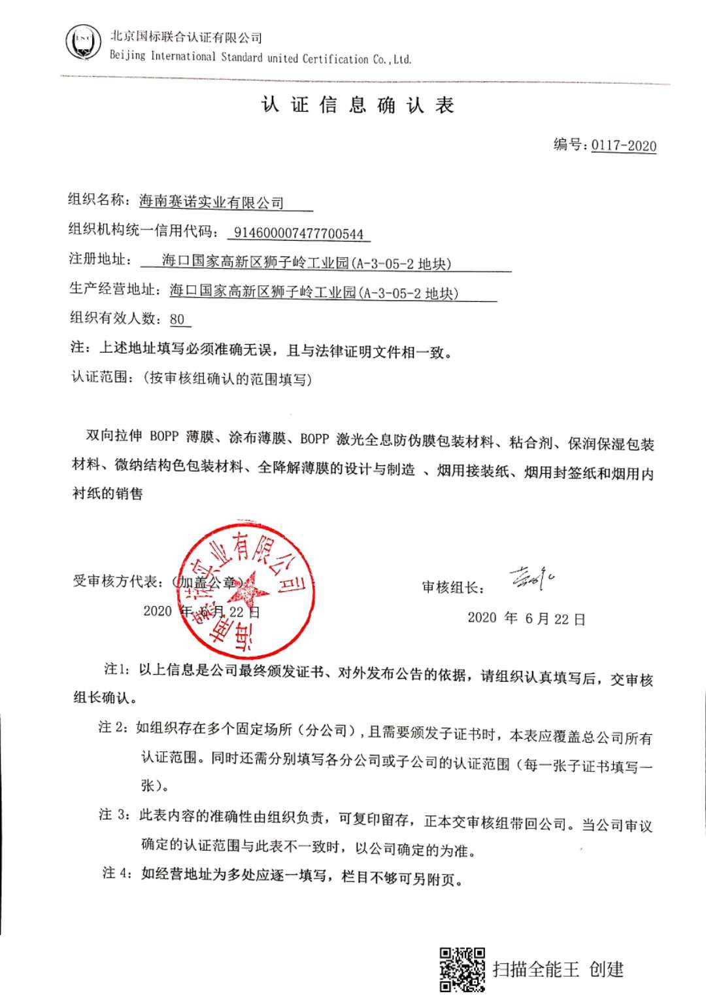 北京国标联合认证有限公司
Beijing International Standard united Certification Co.,Ltd.
认证信息确认表
编号:0117-2020
组织名称：海南赛诺实业有限公司
组织机构统一信用代码：914600007477700544
注册地址：海口国家高新区狮子岭工业园(A-3-05-2 地块)
生产经营地址：海口国家高新区狮子岭工业园(A-3-05-2 地块)
组织有效人数：80
注：上述地址填写必须准确无误，且与法律证明文件相一致。
认证范围：(按审核组确认的范围填写)
双向拉伸 BOPP 薄膜、涂布薄膜、BOPP 激光全息防伪膜包装材料、粘合剂、保润保湿包装
材料、微纳结构色包装材料、全降解薄膜的设计与制造 、烟用接装纸、烟用封签纸和烟用内
衬纸的销售
海南赛诺实业有限公司
受审核方代表：（加盖公章）
审核组长：
2020 年 6月 22 日
2020 年 6 月 22 日
注1：以上信息是公司最终颁发证书、对外发布公告的依据，请组织认真填写后，交审核
组长确认。
注 2：如组织存在多个固定场所（分公司）,且需要颁发子证书时，本表应覆盖总公司所有
认证范围。同时还需分别填写各分公司或子公司的认证范围（每一张子证书填写一
张）。
注 3：此表内容的准确性由组织负责，可复印留存，正本交审核组带回公司。当公司审议
确定的认证范围与此表不一致时，以公司确定的为准。
注 4：如经营地址为多处应逐一填写，栏目不够可另附页。
扫描全能王 创建